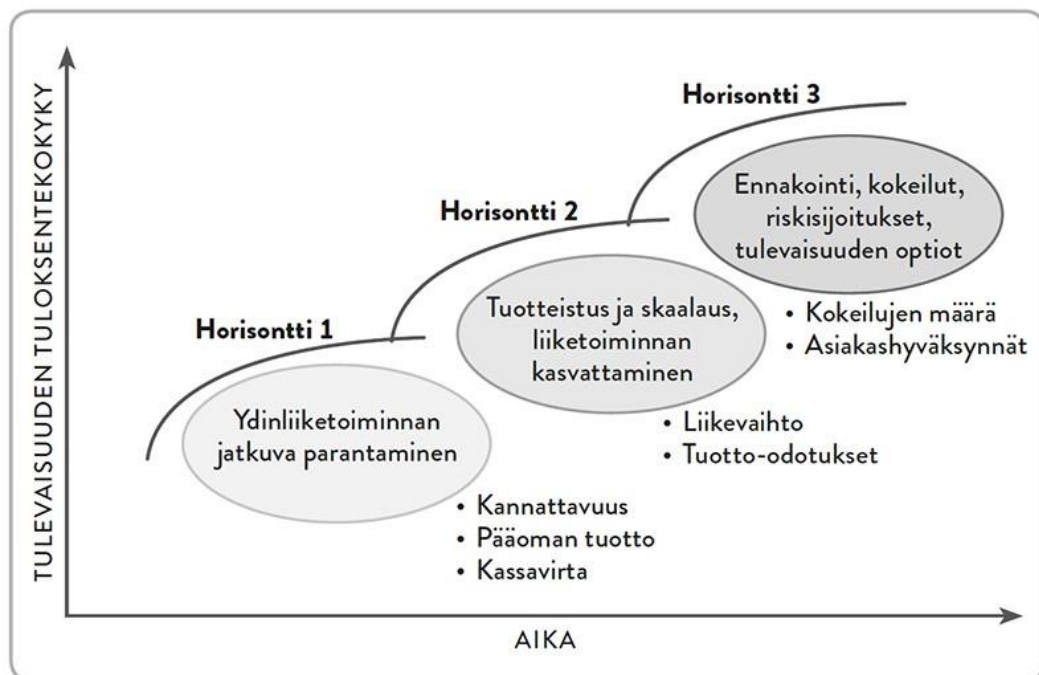 TULEVAISUUDEN TULOKSENTEKOKYKY
Horisontti 3
Ennakointi, kokeilut,
riskisijoitukset,
tulevaisuuden optiot
• Kokeilujen määrä
• Asiakashyväksynnät
Horisontti 2
Tuotteistus ja skaalaus,
liiketoiminnan
kasvattaminen
• Liikevaihto
• Tuotto-odotukset
Horisontti 1
Ydinliiketoiminnan
jatkuva parantaminen
• Kannattavuus
• Pääoman tuotto
• Kassavirta
AIKA